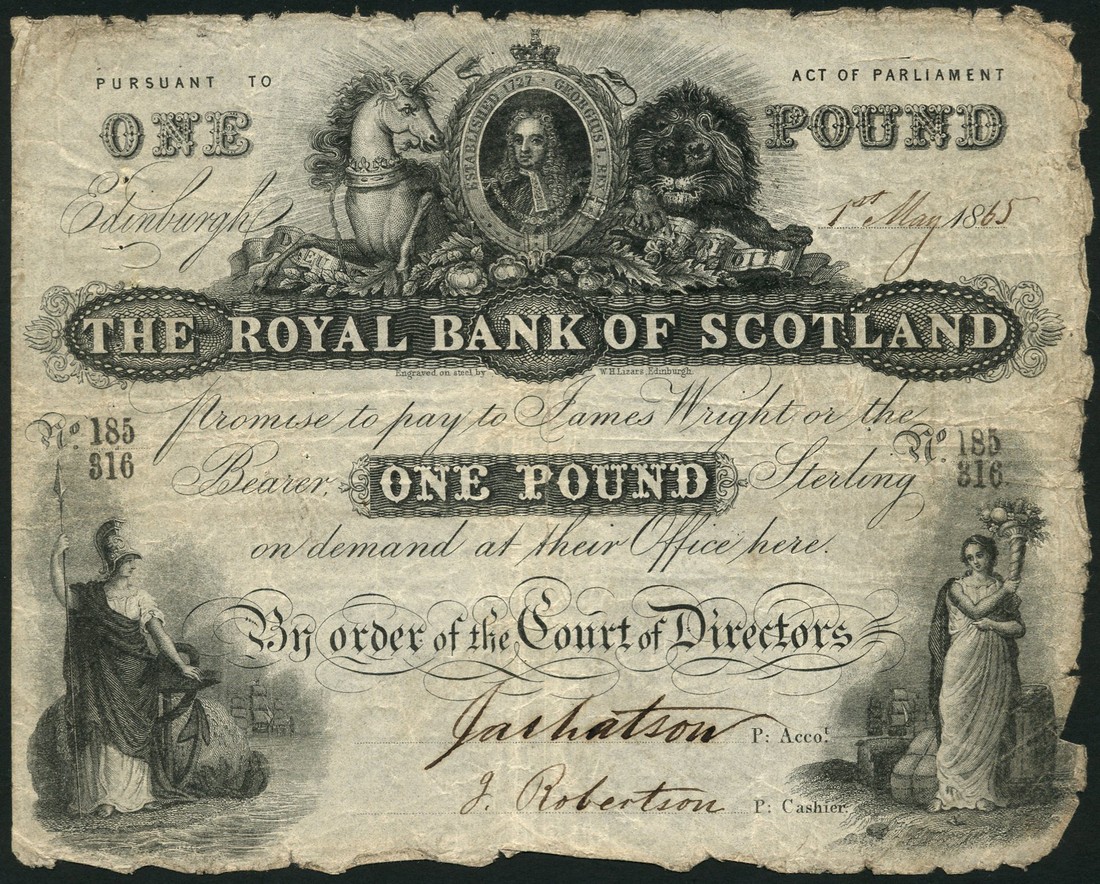 PURSUANT TO
ACT OF PARLIAMENT
ESTABLISHED 1727 · GEORGIUS I. REX
ONE
POUND
Edinburgh
1st May 1865
THE ROYAL BANK OF SCOTLAND
Engraved on steel by W.H.Lizars, Edinburgh.
Promise to pay to James Wright or the
No. 185
316
No. 185
316.
Bearer, ONE POUND Sterling
on demand at their Office here.
By order of the Court of Directors
P: Accot.
J. Robertson P: Cashier.